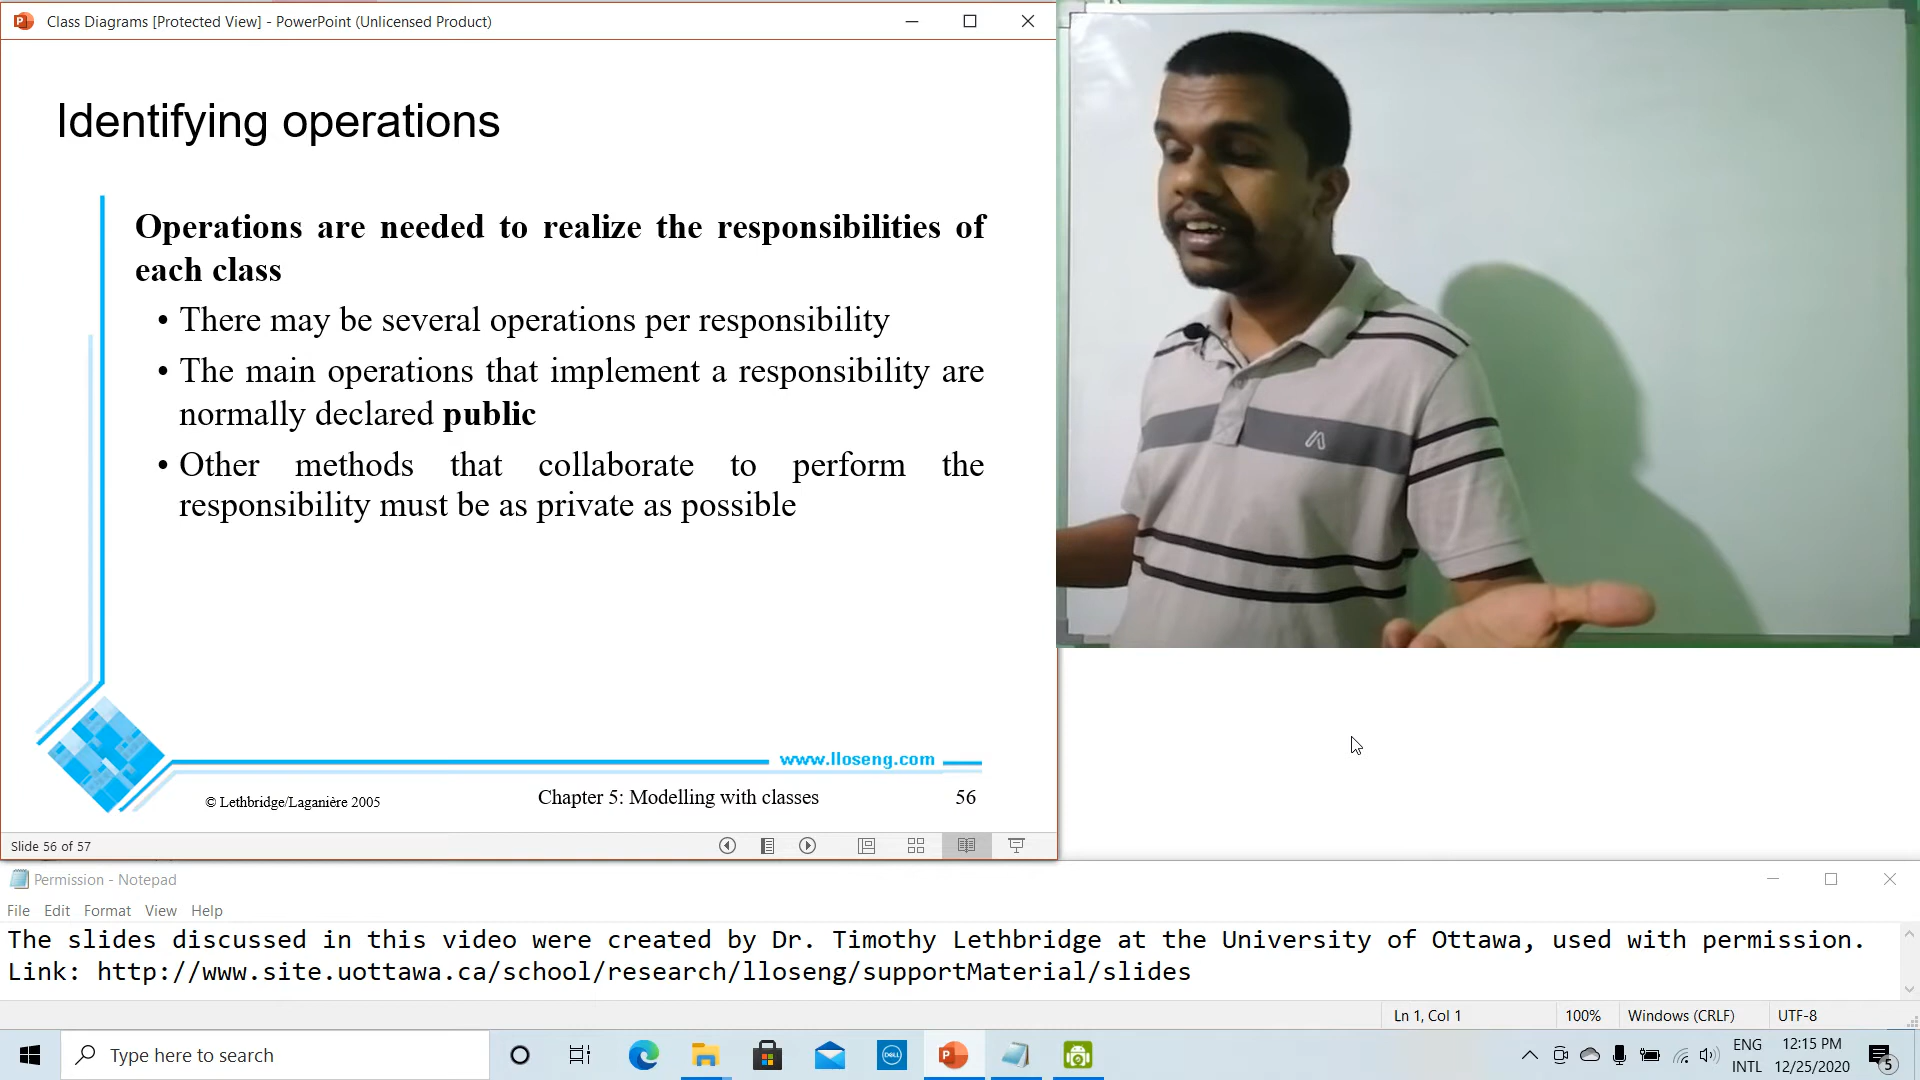 Class Diagrams [Protected View] - PowerPoint (Unlicensed Product)
Identifying operations
Operations are needed to realize the responsibilities of
each class
• There may be several operations per responsibility
• The main operations that implement a responsibility are
normally declared public
• Other methods that collaborate to perform the
responsibility must be as private as possible
www.lloseng.com
© Lethbridge/Laganière 2005
Chapter 5: Modelling with classes
56
Slide 56 of 57
Permission - Notepad
File Edit Format View Help
The slides discussed in this video were created by Dr. Timothy Lethbridge at the University of Ottawa, used with permission.
Link: http://www.site.uottawa.ca/school/research/lloseng/supportMaterial/slides
Ln 1, Col 1
100%
Windows (CRLF)
UTF-8
Type here to search
DELL
ENG
INTL
12:15 PM
12/25/2020
5